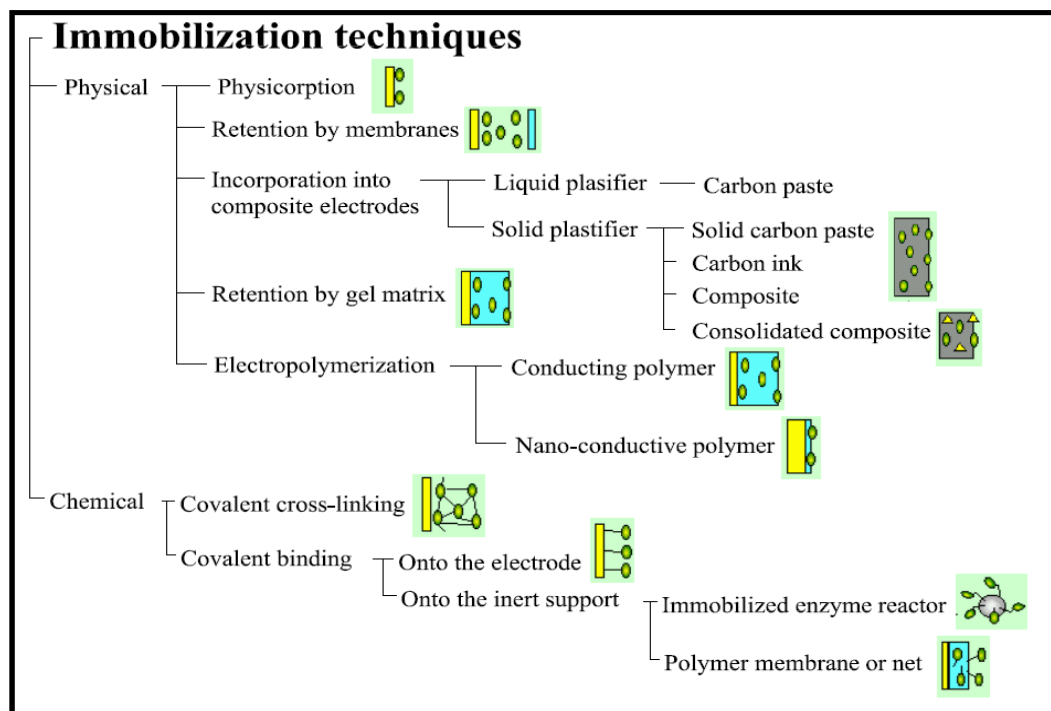 Immobilization techniques
Physical
Physicorption
Retention by membranes
Incorporation into
composite electrodes
Liquid plasifier
Carbon paste
Solid plastifier
Solid carbon paste
Carbon ink
Composite
Consolidated composite
Retention by gel matrix
Electropolymerization
Conducting polymer
Nano-conductive polymer
Chemical
Covalent cross-linking
Covalent binding
Onto the electrode
Onto the inert support
Immobilized enzyme reactor
Polymer membrane or net